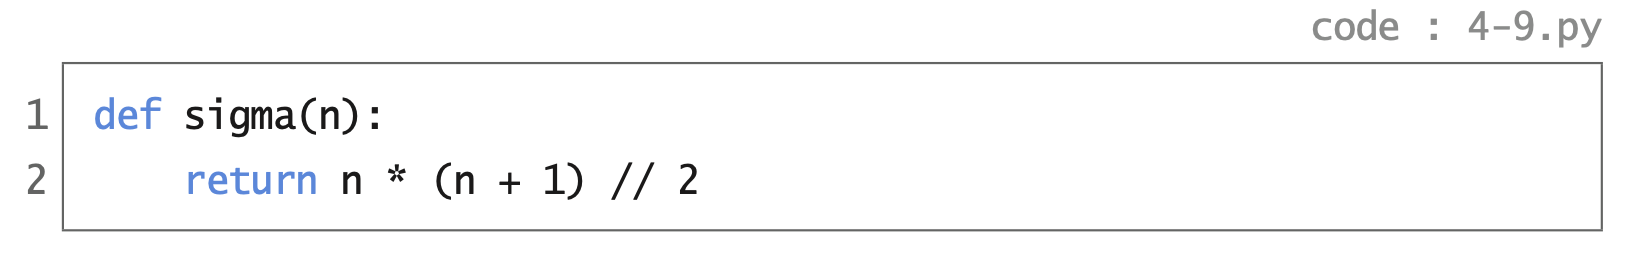 code : 4-9.py
1 def sigma(n):
2     return n * (n + 1) // 2